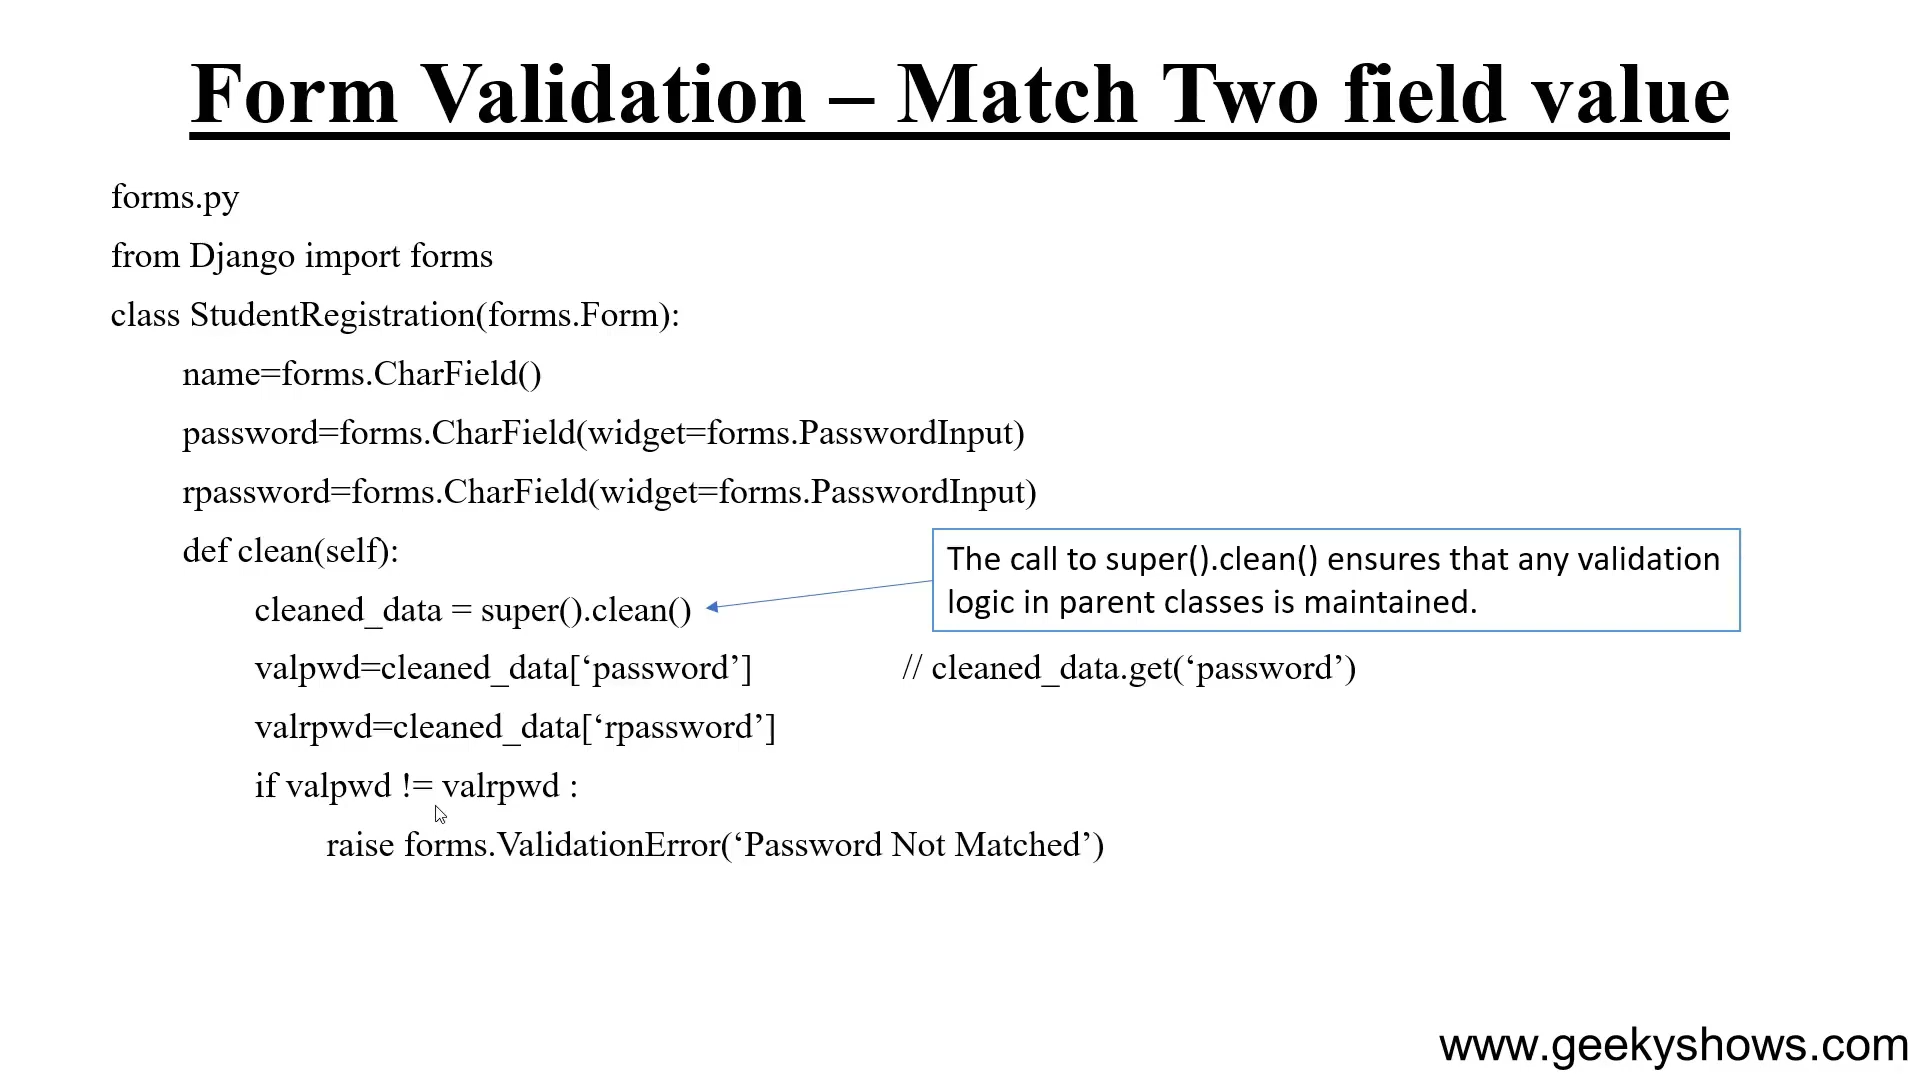 Form Validation – Match Two field value
forms.py
from Django import forms
class StudentRegistration(forms.Form):
name=forms.CharField()
password=forms.CharField(widget=forms.PasswordInput)
rpassword=forms.CharField(widget=forms.PasswordInput)
def clean(self):
The call to super().clean() ensures that any validation
logic in parent classes is maintained.
cleaned_data = super().clean()
valpwd=cleaned_data[‘password’] // cleaned_data.get(‘password’)
valrpwd=cleaned_data[‘rpassword’]
if valpwd != valrpwd :
raise forms.ValidationError(‘Password Not Matched’)
www.geekyshows.com